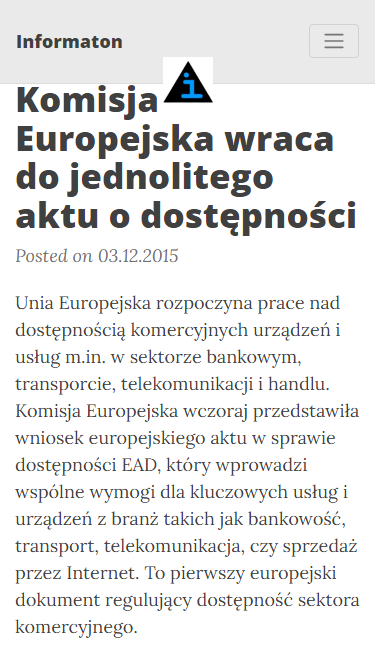 Informaton
i
Komisja
Europejska wraca
do jednolitego
aktu o dostępności
Posted on 03.12.2015
Unia Europejska rozpoczyna prace nad
dostępnością komercyjnych urządzeń i
usług m.in. w sektorze bankowym,
transporcie, telekomunikacji i handlu.
Komisja Europejska wczoraj przedstawiła
wniosek europejskiego aktu w sprawie
dostępności EAD, który wprowadzi
wspólne wymogi dla kluczowych usług i
urządzeń z branż takich jak bankowość,
transport, telekomunikacja, czy sprzedaż
przez Internet. To pierwszy europejski
dokument regulujący dostępność sektora
komercyjnego.